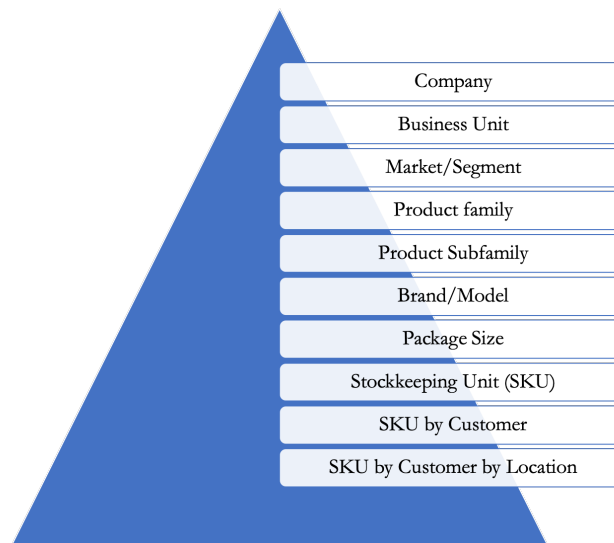 Company
Business Unit
Market/Segment
Product family
Product Subfamily
Brand/Model
Package Size
Stockkeeping Unit (SKU)
SKU by Customer
SKU by Customer by Location